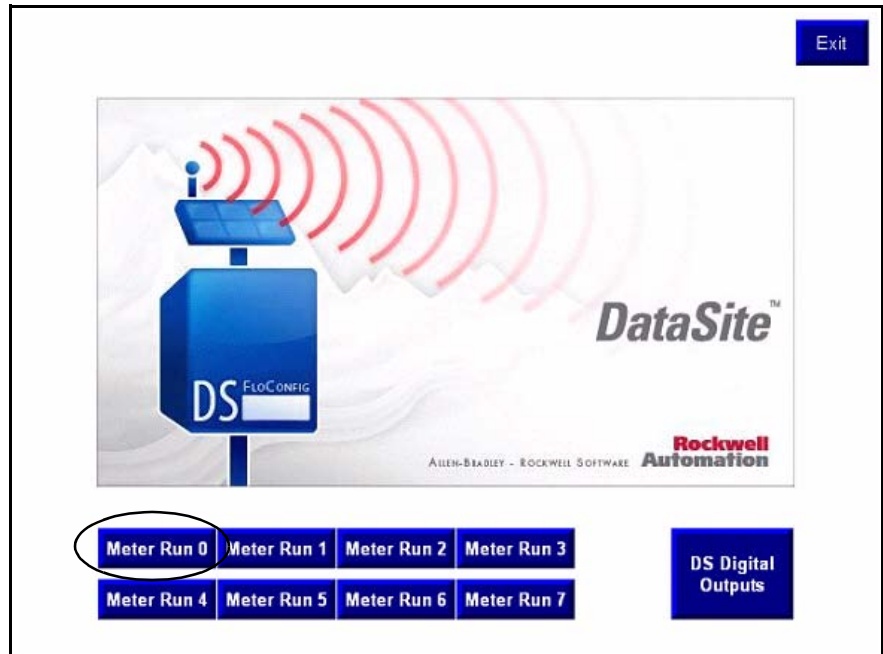 Exit
DataSite™
DS FloConfig
Rockwell
Allen-Bradley - Rockwell Software Automation
Meter Run 0 Meter Run 1 Meter Run 2 Meter Run 3
DS Digital
Outputs
Meter Run 4 Meter Run 5 Meter Run 6 Meter Run 7